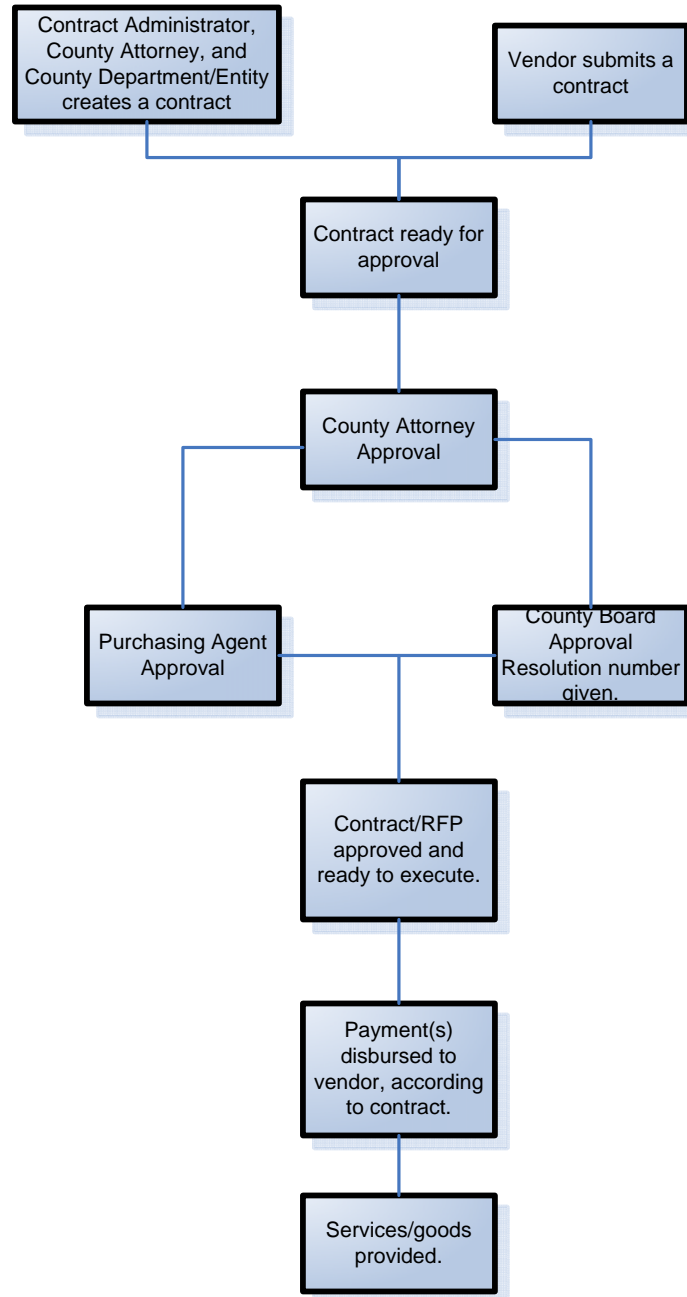 Contract Administrator,
County Attorney, and
County Department/Entity
creates a contract
Vendor submits a
contract
Contract ready for
approval
County Attorney
Approval
Purchasing Agent
Approval
County Board
Approval
Resolution number
given.
Contract/RFP
approved and
ready to execute.
Payment(s)
disbursed to
vendor, according
to contract.
Services/goods
provided.